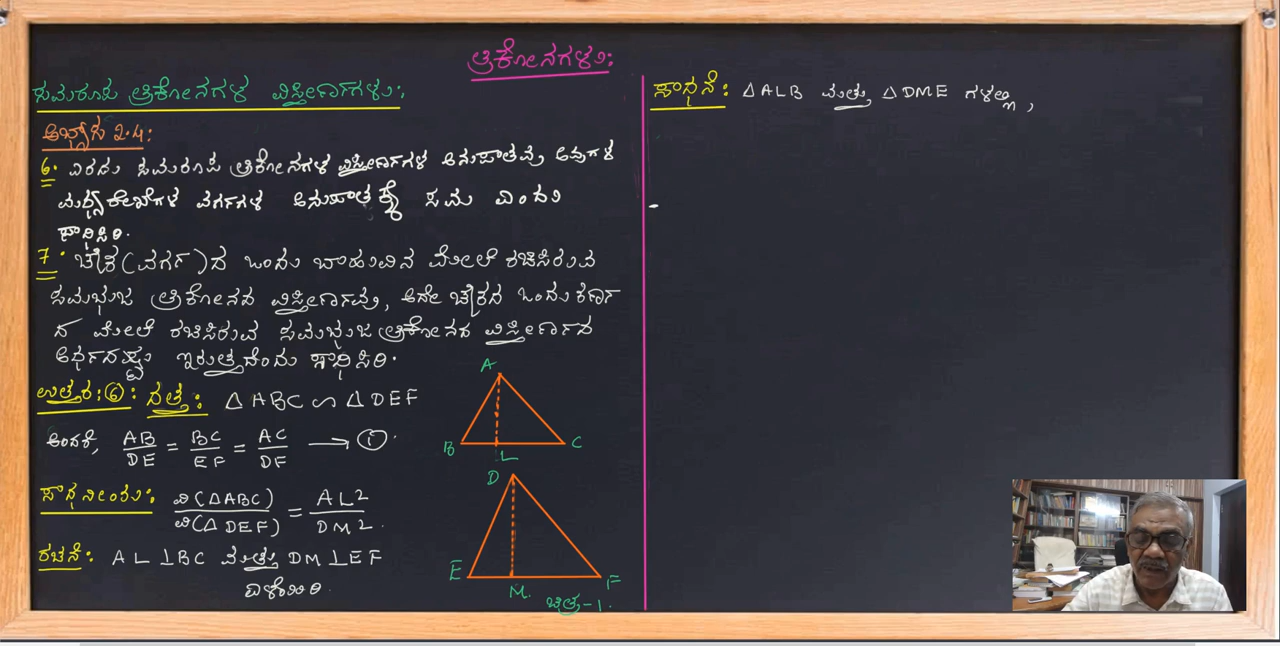 ತ್ರಿಕೋನಗಳು:
ಸಮರೂಪ ತ್ರಿಕೋನಗಳ ವಿಸ್ತೀರ್ಣಗಳು:
ಅಭ್ಯಾಸ 2.4:
6. ಎರಡು ಸಮರೂಪ ತ್ರಿಕೋನಗಳ ವಿಸ್ತೀರ್ಣಗಳ ಅನುಪಾತವು ಅವುಗಳ
ಮಧ್ಯರೇಖೆಗಳ ವರ್ಗಗಳ ಅನುಪಾತಕ್ಕೆ ಸಮ ಎಂದು
ಸಾಧಿಸಿರಿ.
7. ಚೌಕ(ವರ್ಗ)ದ ಒಂದು ಬಾಹುವಿನ ಮೇಲೆ ರಚಿಸಿರುವ
ಸಮಭುಜ ತ್ರಿಕೋನದ ವಿಸ್ತೀರ್ಣವು, ಅದೇ ಚೌಕದ ಒಂದು ಕರ್ಣ
ದ ಮೇಲೆ ರಚಿಸಿರುವ ಸಮಭುಜ ತ್ರಿಕೋನದ ವಿಸ್ತೀರ್ಣದ
ಅರ್ಧದಷ್ಟು ಇರುತ್ತದೆಂದು ಸಾಧಿಸಿರಿ.
ಉತ್ತರ:⑥: ದತ್ತ: △ABC ∽ △DEF
ಅಂದರೆ, AB/DE = BC/EF = AC/DF → ⓘ.
ಸಾಧನೀಯ: ವಿ(△ABC)/ವಿ(△DEF) = AL2/DM2.
ರಚನೆ: AL⊥BC ಮತ್ತು DM⊥EF
ಎಳೆಯಿರಿ.
A
B
L
C
D
E
M
F
ಚಿತ್ರ-1.
ಸಾಧನೆ: △ALB ಮತ್ತು △DME ಗಳಲ್ಲಿ,